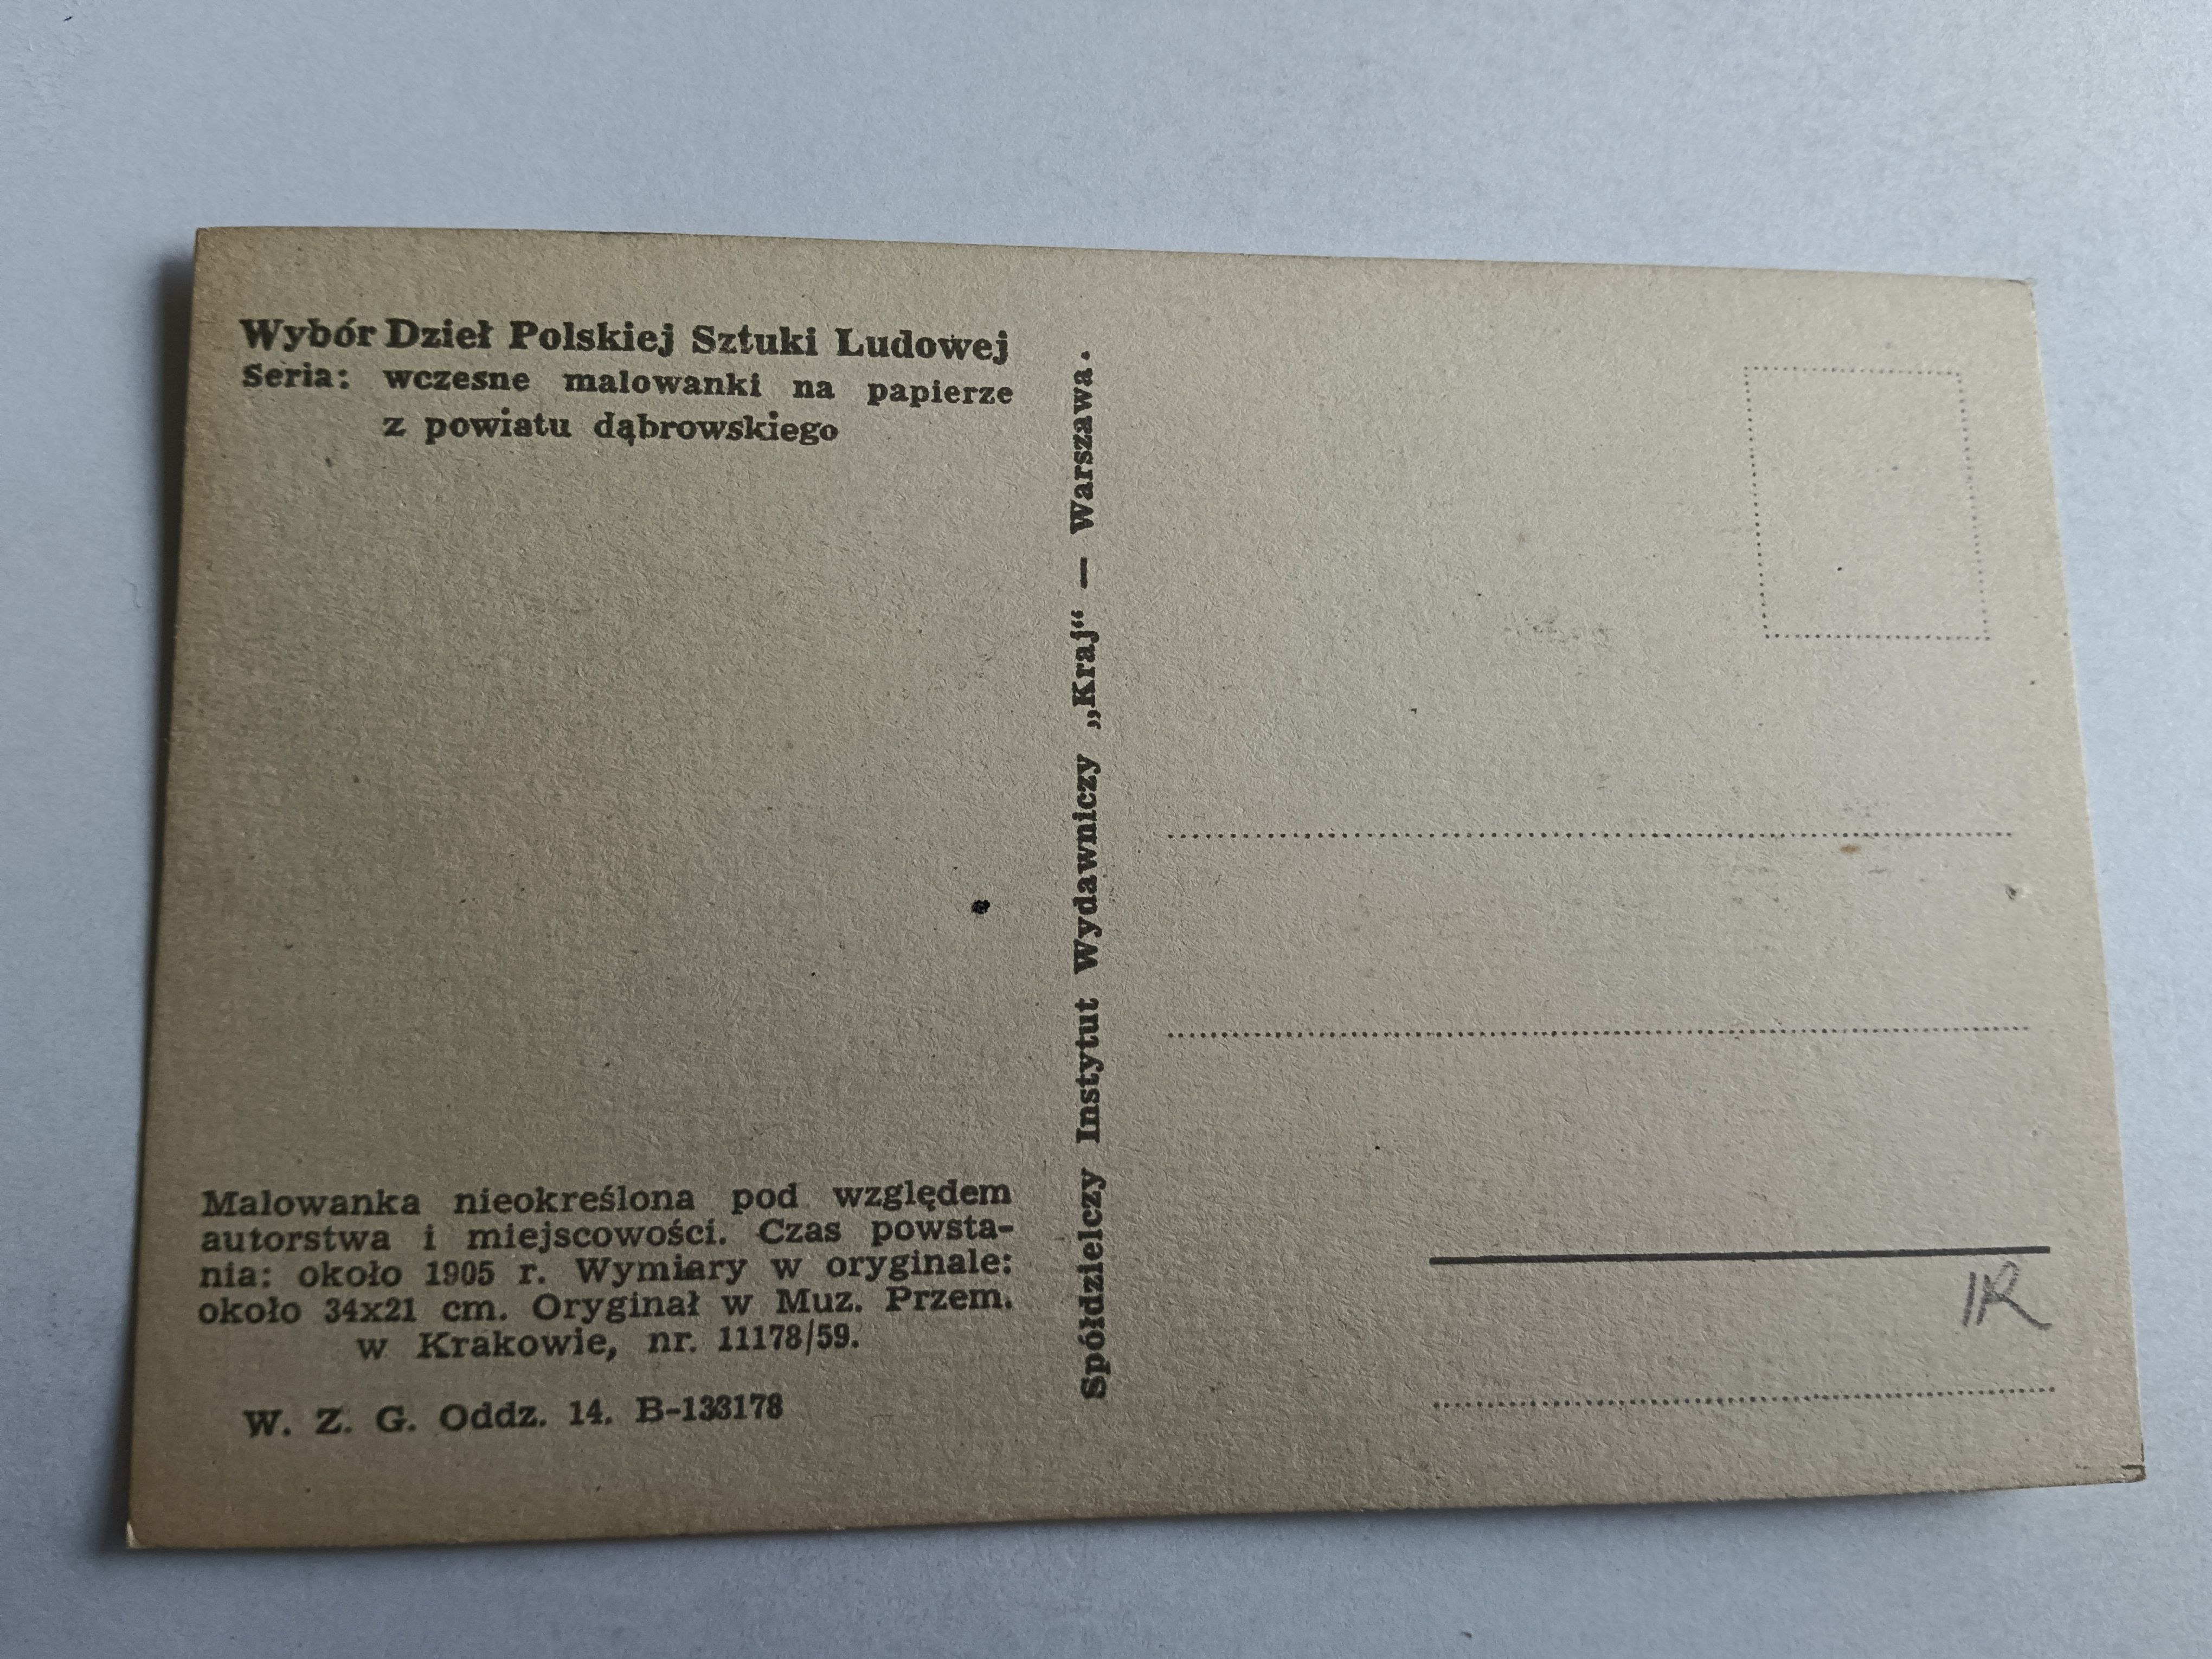 Wybór Dzieł Polskiej Sztuki Ludowej
Seria: wczesne malowanki na papierze
z powiatu dąbrowskiego
Malowanka nieokreślona pod względem
autorstwa i miejscowości. Czas powsta-
nia: około 1905 r. Wymiary w oryginale:
około 34x21 cm. Oryginał w Muz. Przem.
w Krakowie, nr. 11178/59.
W. Z. G. Oddz. 14. B-133178
Spółdzielczy Instytut Wydawniczy „Kraj“ — Warszawa.